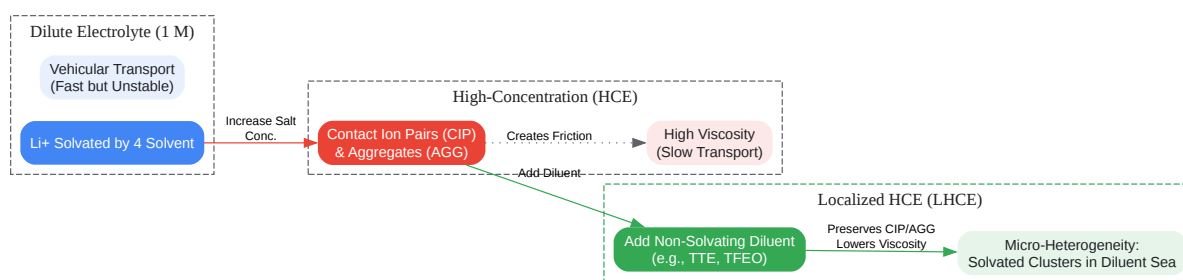 Dilute Electrolyte (1 M)
Vehicular Transport
(Fast but Unstable)
Li+ Solvated by 4 Solvent
Increase Salt
Conc.
High-Concentration (HCE)
Contact Ion Pairs (CIP)
& Aggregates (AGG)
Creates Friction
High Viscosity
(Slow Transport)
Add Diluent
Localized HCE (LHCE)
Add Non-Solvating Diluent
(e.g., TTE, TFEO)
Preserves CIP/AGG
Lowers Viscosity
Micro-Heterogeneity:
Solvated Clusters in Diluent Sea